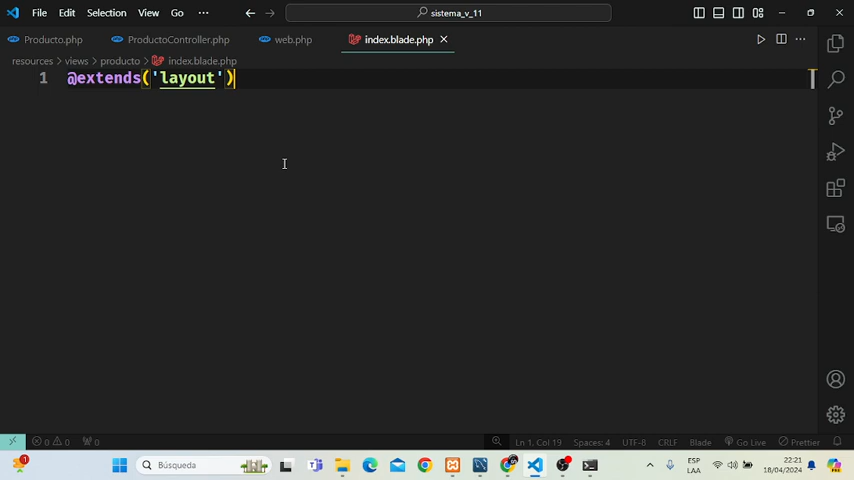 File Edit Selection View Go ··· sistema_v_11
Producto.php ProductoController.php web.php index.blade.php
resources > views > producto > index.blade.php
1 @extends('layout')
0 0 0 Ln 1, Col 19 Spaces: 4 UTF-8 CRLF Blade Go Live Prettier
1 Búsqueda ESP 22:21
LAA 18/04/2024